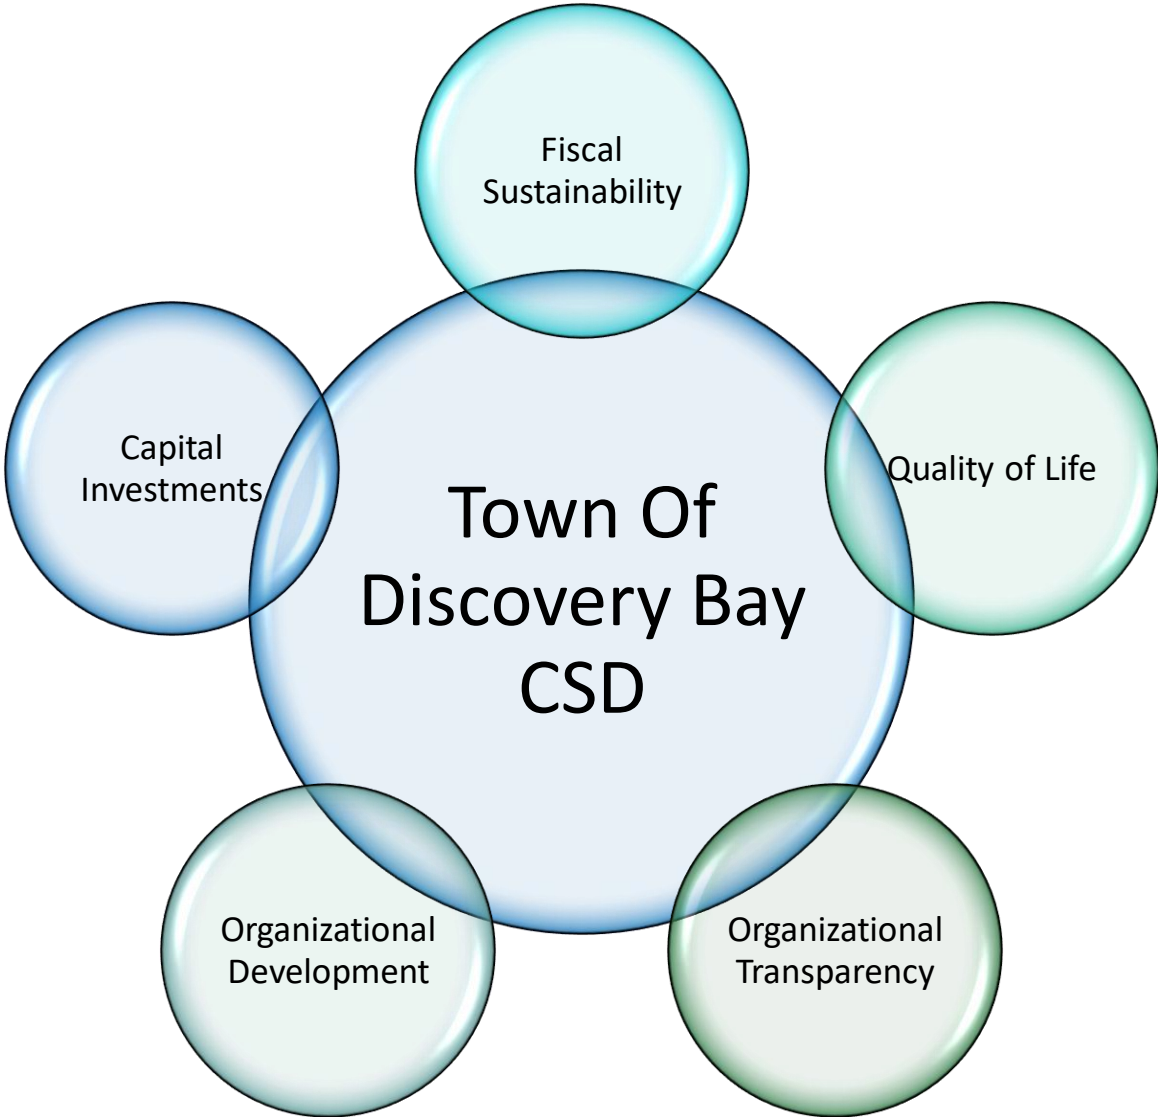 Fiscal
Sustainability
Capital
Investments
Quality of Life
Town Of
Discovery Bay
CSD
Organizational
Development
Organizational
Transparency